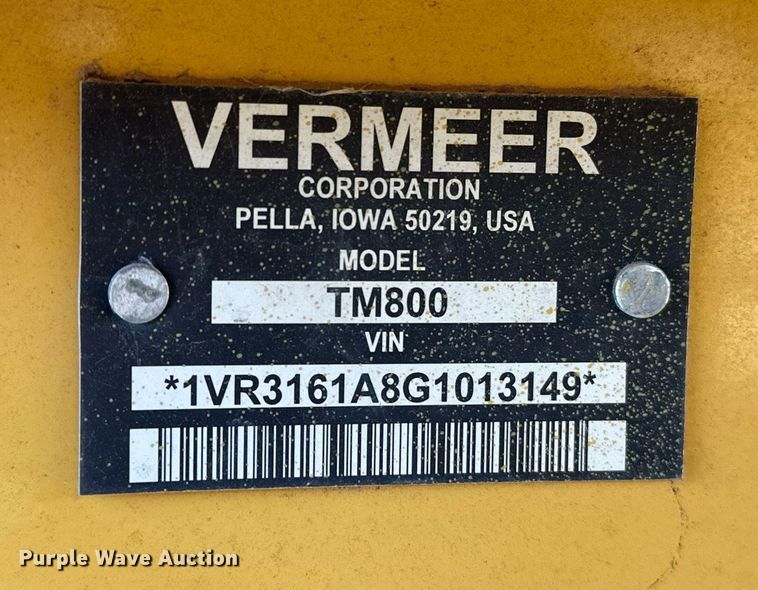 VERMEER
CORPORATION
PELLA, IOWA 50219, USA
MODEL
TM800
VIN
*1VR3161A8G1013149*
Purple Wave Auction